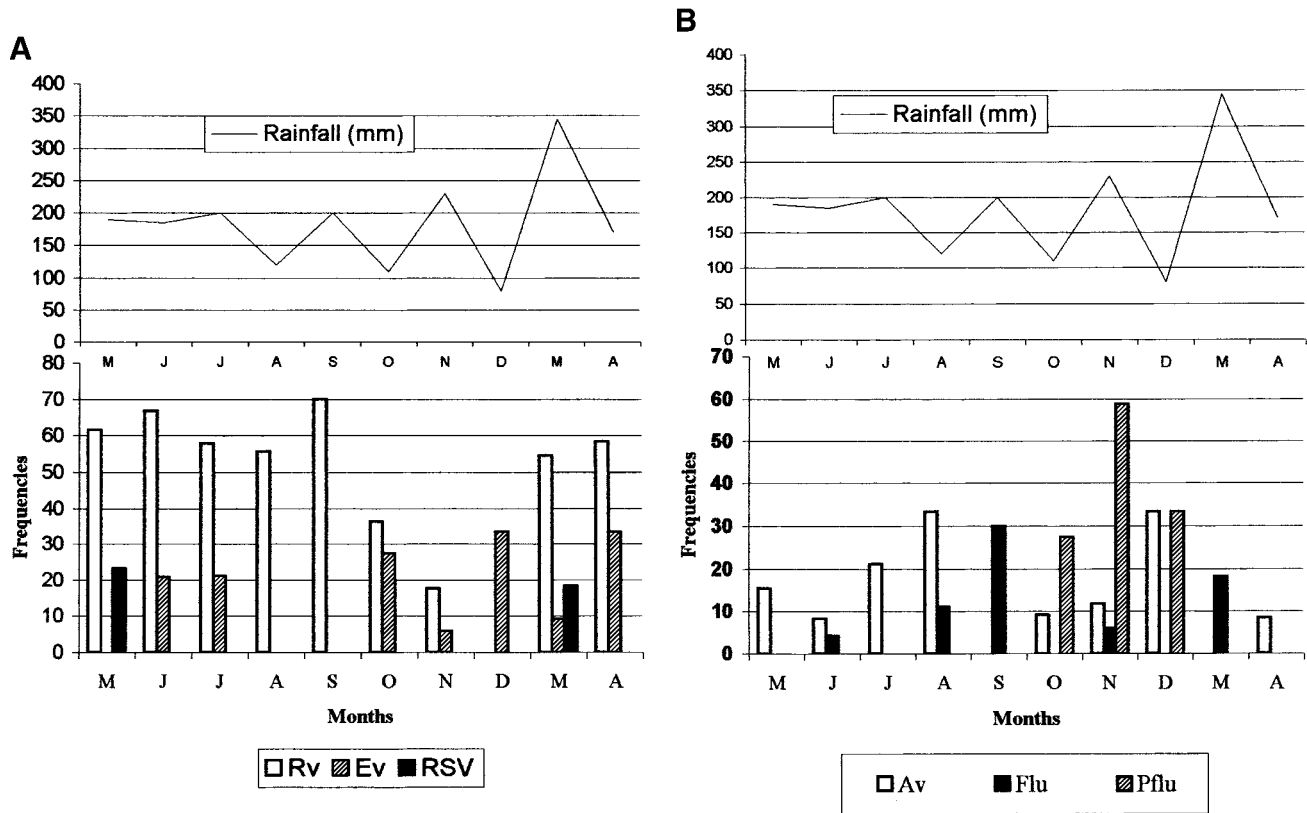 A
400
350
300
250
200
150
100
50
0
Rainfall (mm)
M J J A S O N D M A
80
70
60
50
40
30
20
10
0
Frequencies
M J J A S O N D M A
Months
Rv Ev RSV
B
400
350
300
250
200
150
100
50
0
Rainfall (mm)
M J J A S O N D M A
70
60
50
40
30
20
10
0
Frequencies
M J J A S O N D M A
Months
Av Flu Pflu